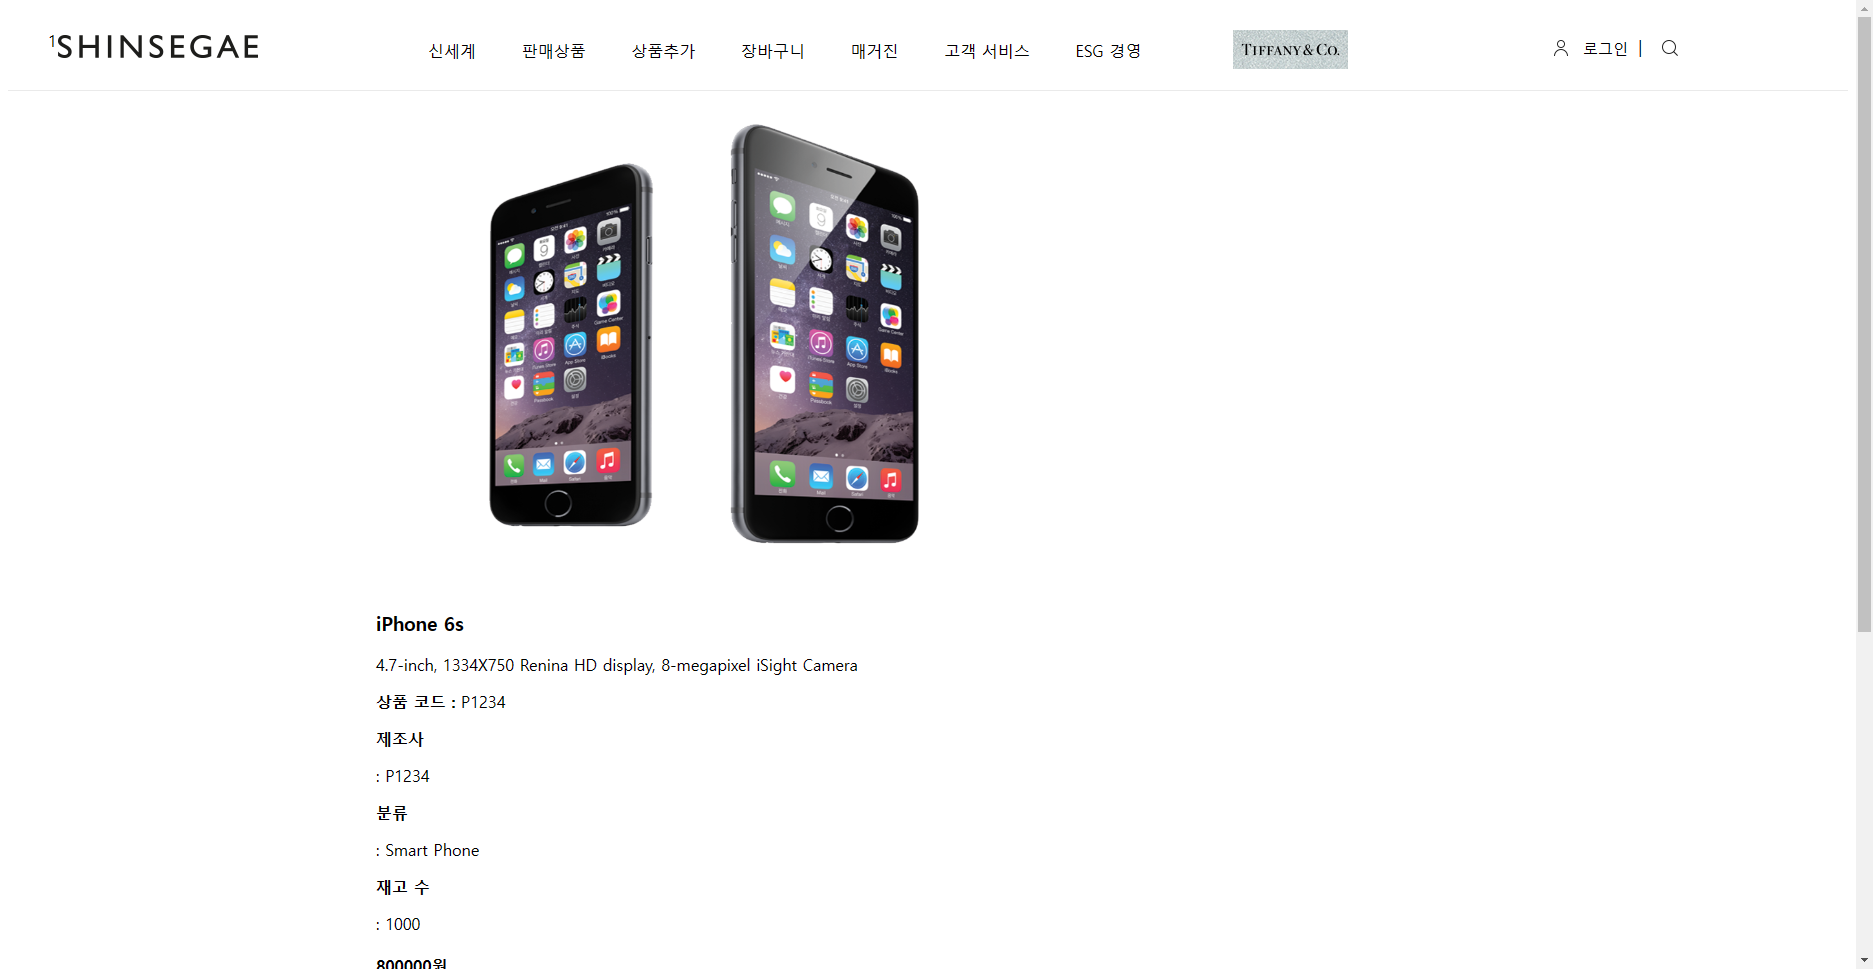 1SHINSEGAE
신세계 판매상품 상품추가 장바구니 매거진 고객 서비스 ESG 경영
TIFFANY & CO.
로그인 |
iPhone 6s
4.7-inch, 1334X750 Renina HD display, 8-megapixel iSight Camera
상품 코드 : P1234
제조사
: P1234
분류
: Smart Phone
재고 수
: 1000
800000원